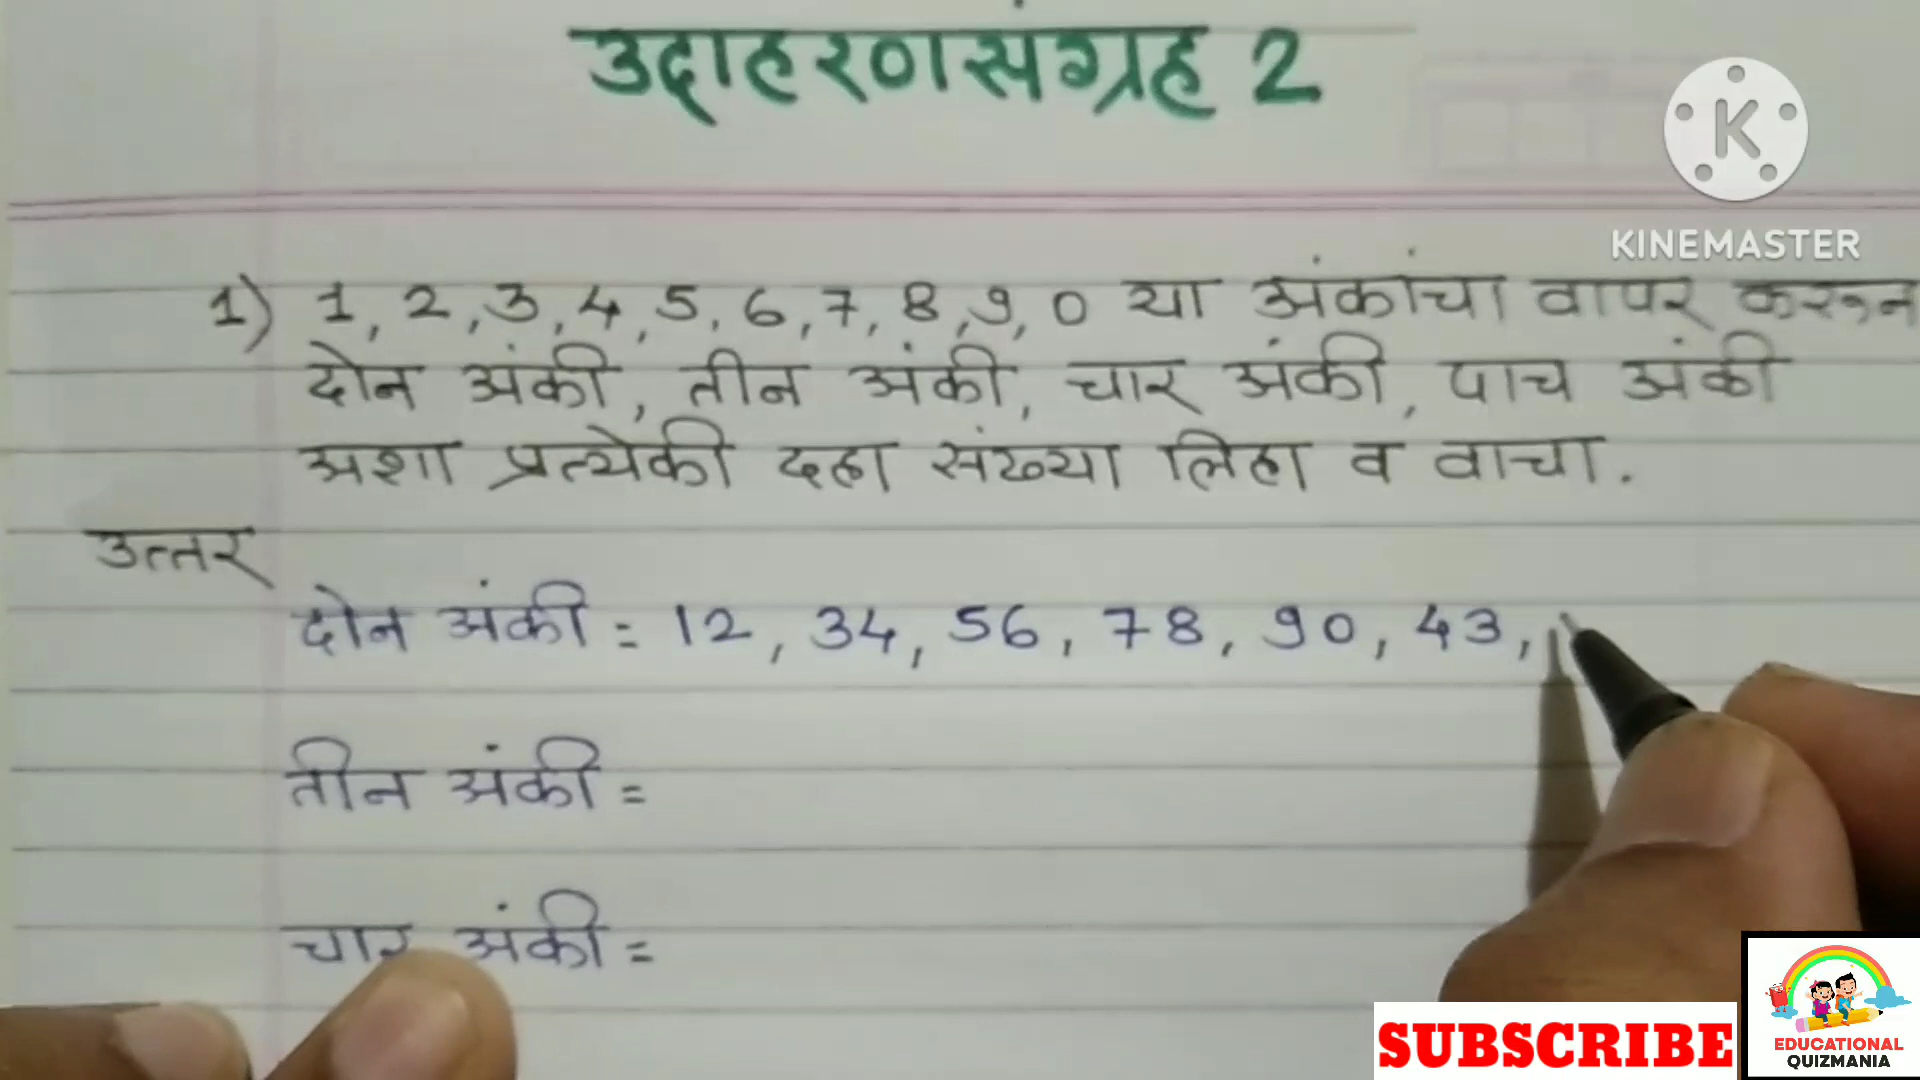 उदाहरणसंग्रह 2
KINEMASTER
1) 1, 2, 3, 4, 5, 6, 7, 8, 9, 0 या अंकांचा वापर करून
दोन अंकी, तीन अंकी, चार अंकी, पाच अंकी
अशा प्रत्येकी दहा संख्या लिहा व वाचा.
उत्तर
दोन अंकी = 12, 34, 56, 78, 90, 43,
तीन अंकी =
चार अंकी =
SUBSCRIBE
EDUCATIONAL
QUIZMANIA